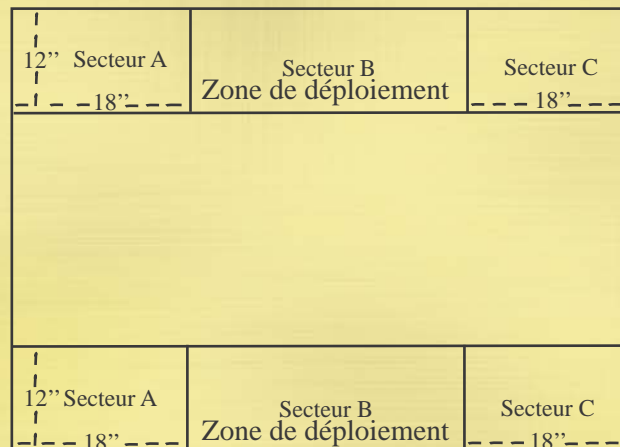 12’’ Secteur A
Secteur B
Secteur C
Zone de déploiement
18’’
18’’
12’’ Secteur A
Secteur B
Secteur C
Zone de déploiement
18’’
18’’